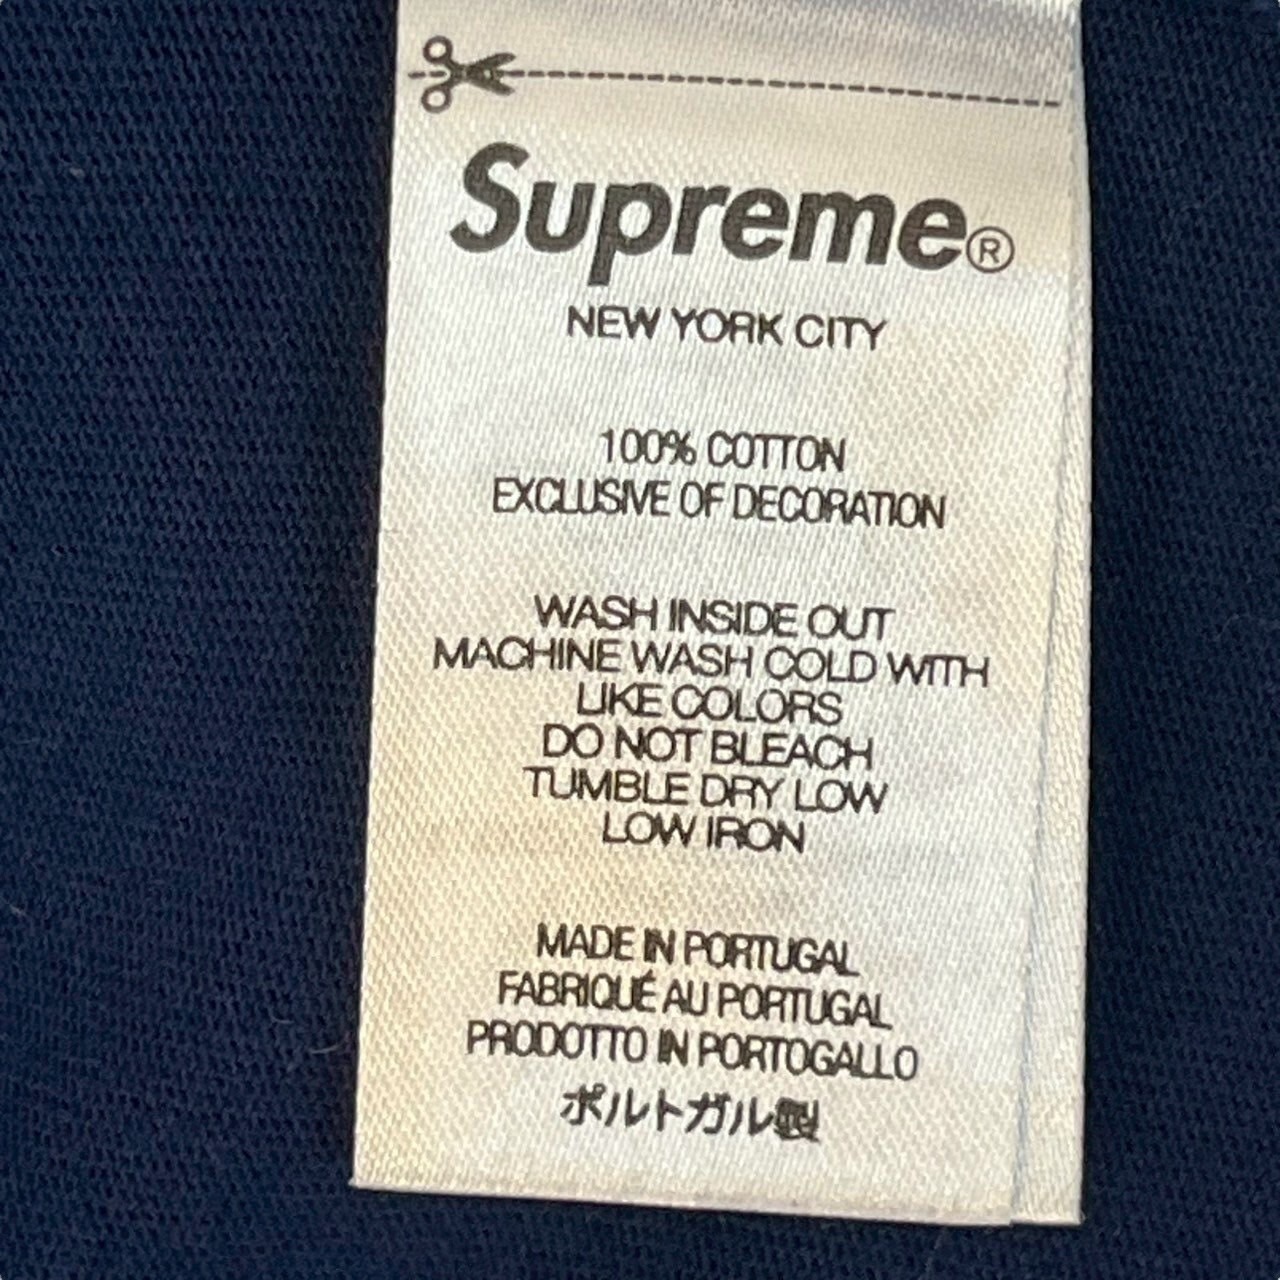 Supreme®
NEW YORK CITY
100% COTTON
EXCLUSIVE OF DECORATION
WASH INSIDE OUT
MACHINE WASH COLD WITH
LIKE COLORS
DO NOT BLEACH
TUMBLE DRY LOW
LOW IRON
MADE IN PORTUGAL
FABRIQUÉ AU PORTUGAL
PRODOTTO IN PORTOGALLO
ポルトガル製